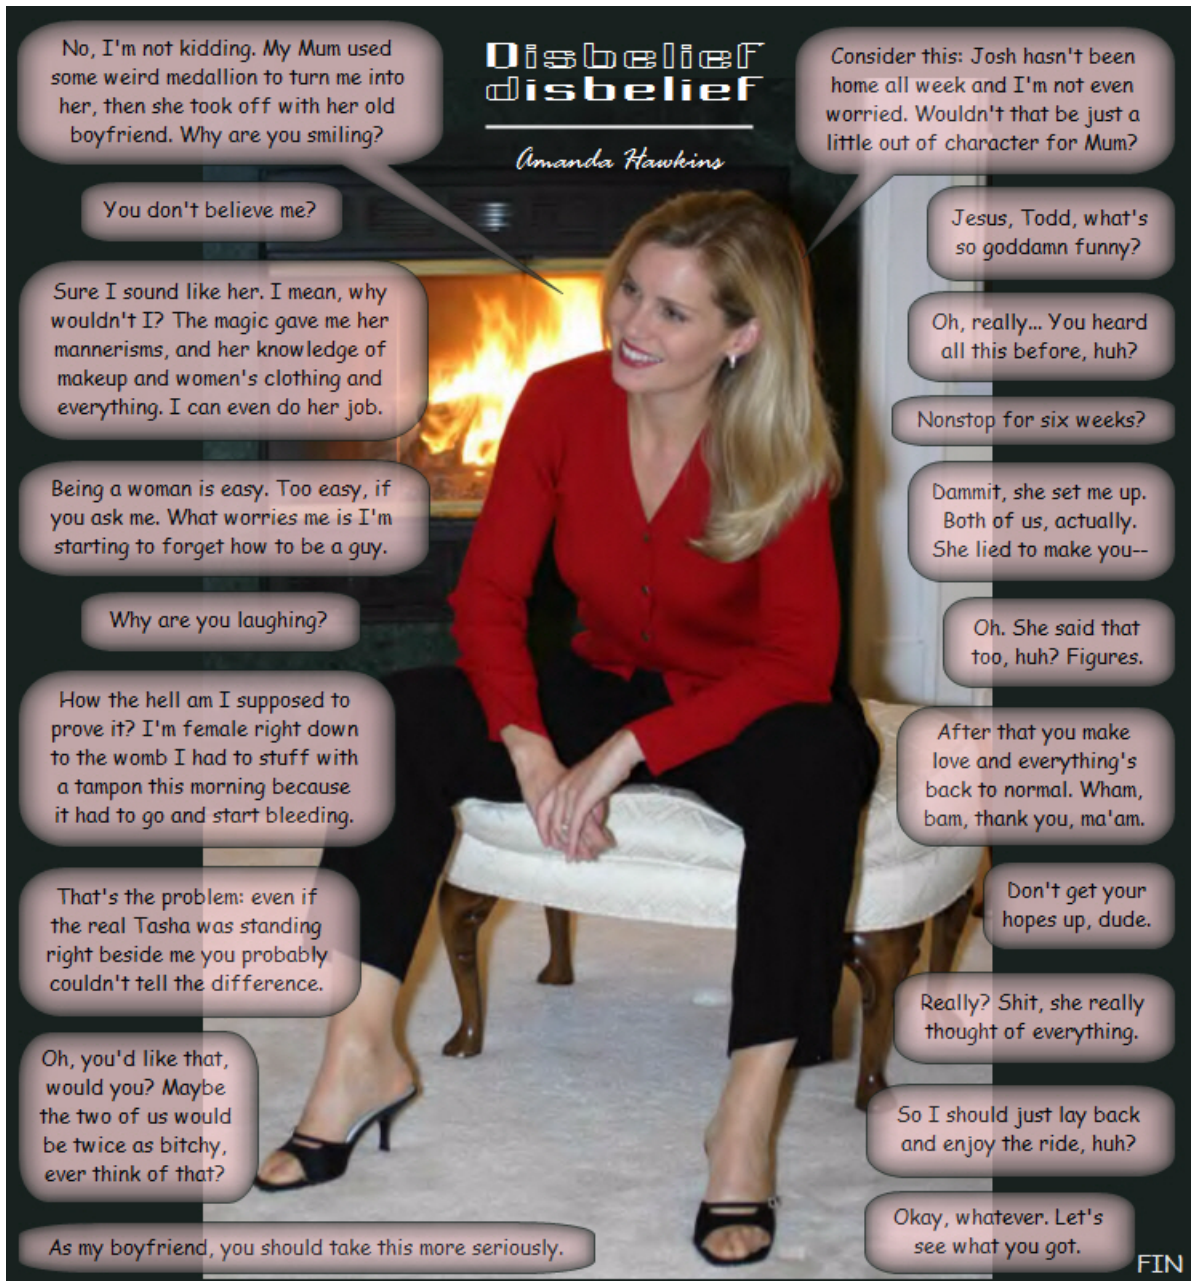 Disbelief
disbelief
Amanda Hawkins
No, I'm not kidding. My Mum used
some weird medallion to turn me into
her, then she took off with her old
boyfriend. Why are you smiling?
You don't believe me?
Sure I sound like her. I mean, why
wouldn't I? The magic gave me her
mannerisms, and her knowledge of
makeup and women's clothing and
everything. I can even do her job.
Being a woman is easy. Too easy, if
you ask me. What worries me is I'm
starting to forget how to be a guy.
Why are you laughing?
How the hell am I supposed to
prove it? I'm female right down
to the womb I had to stuff with
a tampon this morning because
it had to go and start bleeding.
That's the problem: even if
the real Tasha was standing
right beside me you probably
couldn't tell the difference.
Oh, you'd like that,
would you? Maybe
the two of us would
be twice as bitchy,
ever think of that?
As my boyfriend, you should take this more seriously.
Consider this: Josh hasn't been
home all week and I'm not even
worried. Wouldn't that be just a
little out of character for Mum?
Jesus, Todd, what's
so goddamn funny?
Oh, really... You heard
all this before, huh?
Nonstop for six weeks?
Dammit, she set me up.
Both of us, actually.
She lied to make you--
Oh. She said that
too, huh? Figures.
After that you make
love and everything's
back to normal. Wham,
bam, thank you, ma'am.
Don't get your
hopes up, dude.
Really? Shit, she really
thought of everything.
So I should just lay back
and enjoy the ride, huh?
Okay, whatever. Let's
see what you got.
FIN